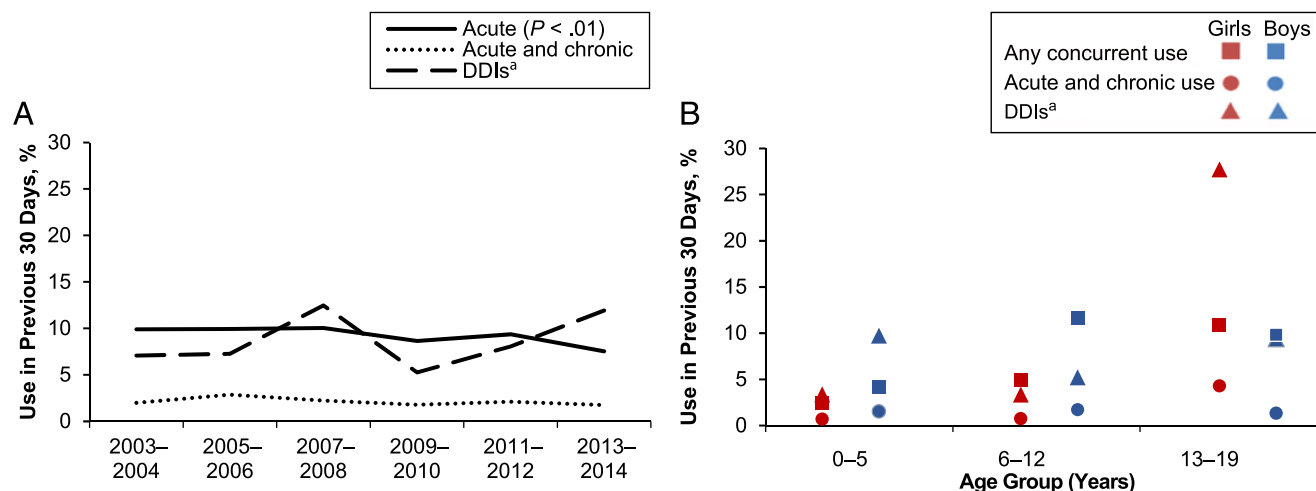 Acute (P < .01)
Acute and chronic
DDIsᵃ
A
Use in Previous 30 Days, %
30
25
20
15
10
5
0
2003–
2004
2005–
2006
2007–
2008
2009–
2010
2011–
2012
2013–
2014
Girls Boys
Any concurrent use
Acute and chronic use
DDIsᵃ
B
Use in Previous 30 Days, %
30
25
20
15
10
5
0
0–5 6–12 13–19
Age Group (Years)